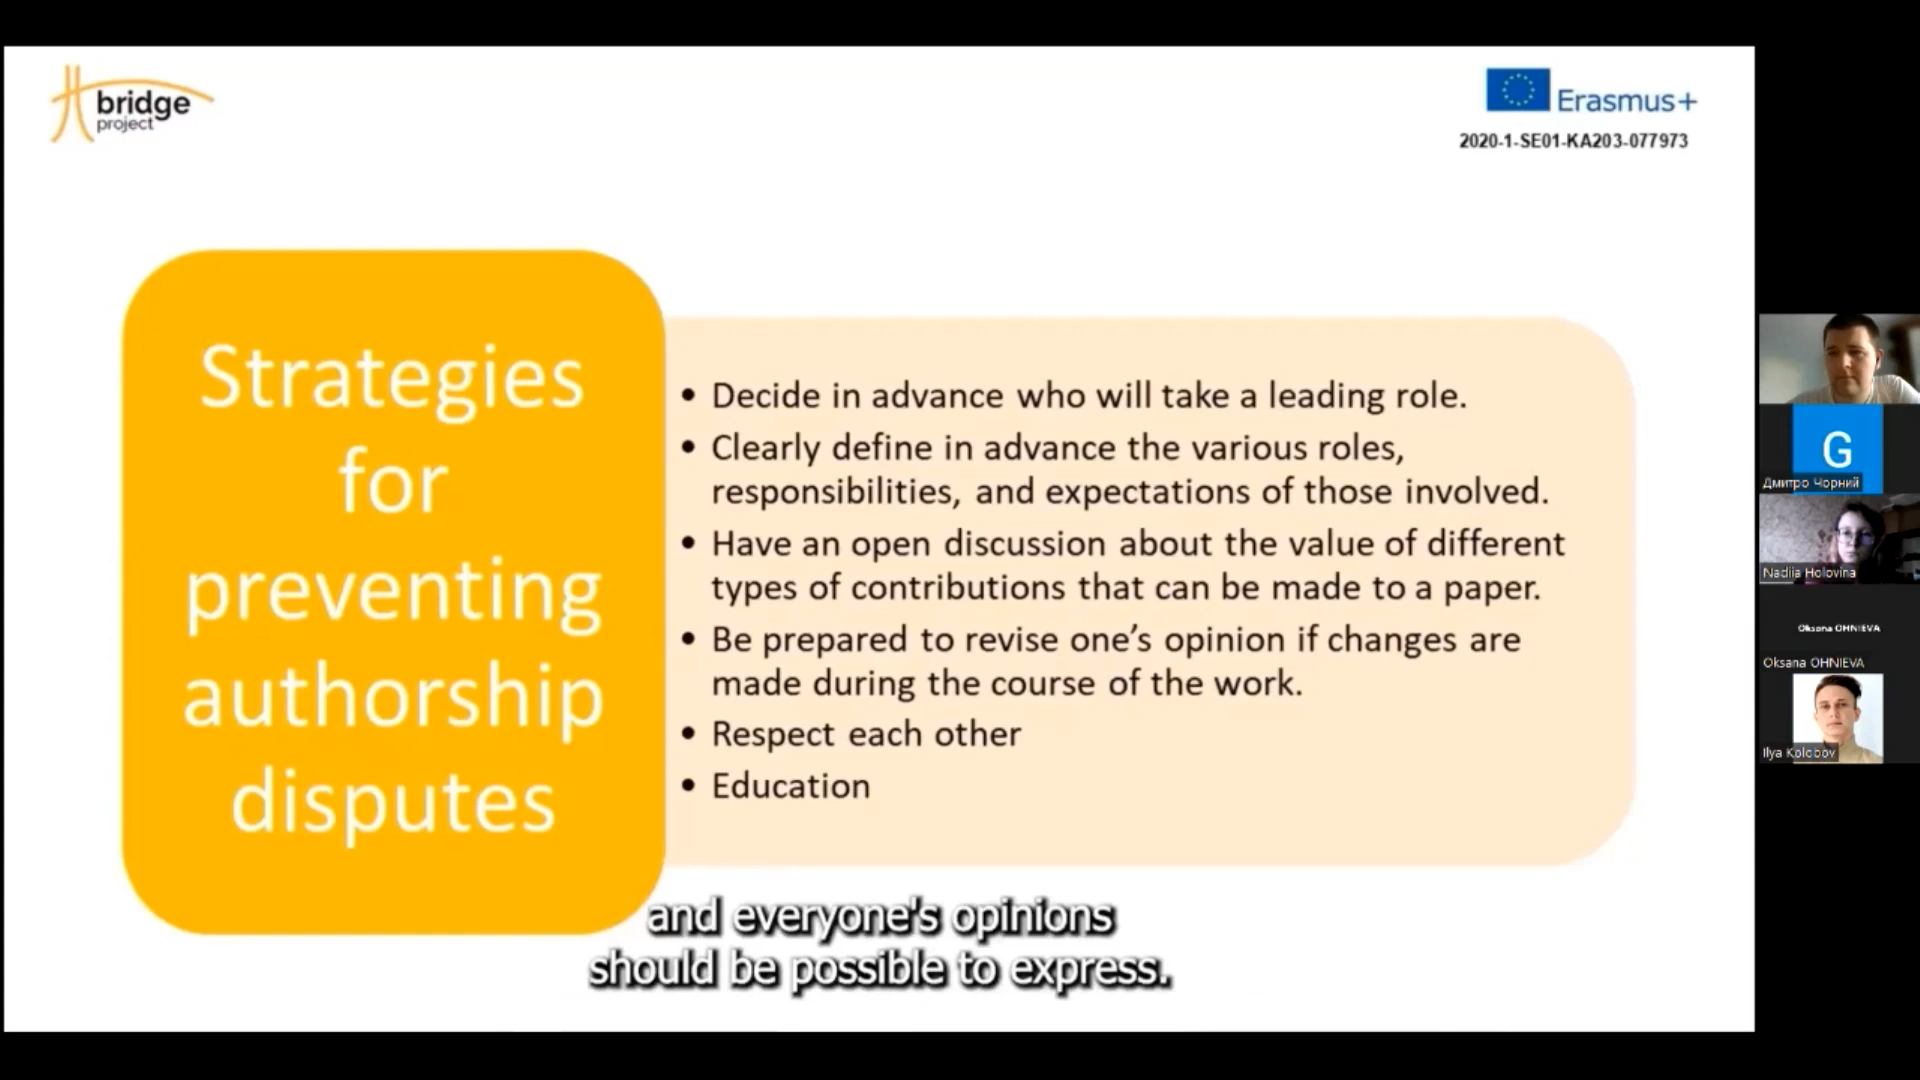 bridge
project
Erasmus+
2020-1-SE01-KA203-077973
Strategies
for
preventing
authorship
disputes
• Decide in advance who will take a leading role.
• Clearly define in advance the various roles,
responsibilities, and expectations of those involved.
• Have an open discussion about the value of different
types of contributions that can be made to a paper.
• Be prepared to revise one’s opinion if changes are
made during the course of the work.
• Respect each other
• Education
and everyone's opinions
should be possible to express.
G
Дмитро Чорний
Nadiia Holovina
Oksana OHNIEVA
Oksana OHNIEVA
Ilya Kolobov